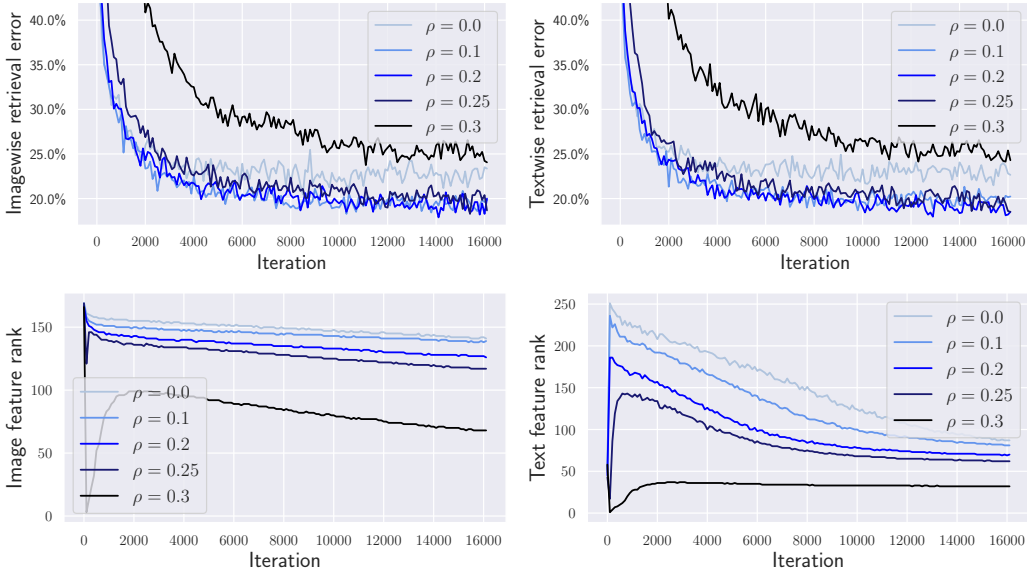 Imagewise retrieval error
40.0%
35.0%
30.0%
25.0%
20.0%
ρ = 0.0
ρ = 0.1
ρ = 0.2
ρ = 0.25
ρ = 0.3
0 2000 4000 6000 8000 10000 12000 14000 16000
Iteration
Textwise retrieval error
40.0%
35.0%
30.0%
25.0%
20.0%
ρ = 0.0
ρ = 0.1
ρ = 0.2
ρ = 0.25
ρ = 0.3
0 2000 4000 6000 8000 10000 12000 14000 16000
Iteration
Image feature rank
150
100
50
0
ρ = 0.0
ρ = 0.1
ρ = 0.2
ρ = 0.25
ρ = 0.3
0 2000 4000 6000 8000 10000 12000 14000 16000
Iteration
Text feature rank
250
200
150
100
50
0
ρ = 0.0
ρ = 0.1
ρ = 0.2
ρ = 0.25
ρ = 0.3
0 2000 4000 6000 8000 10000 12000 14000 16000
Iteration